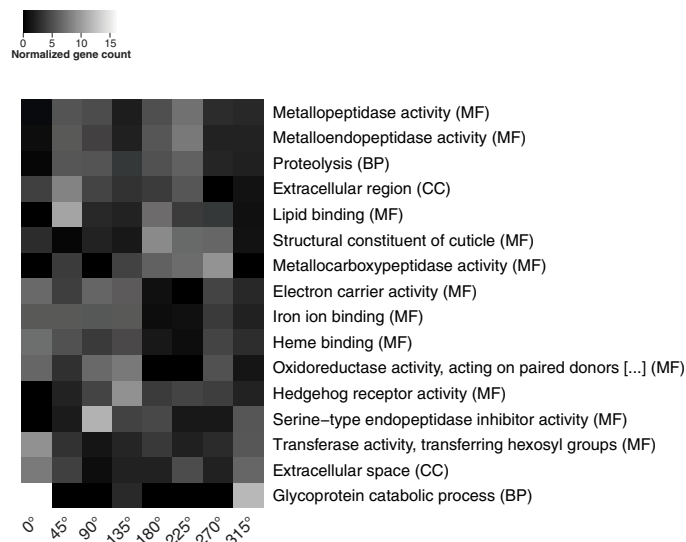 0 5 10 15
Normalized gene count
Metallopeptidase activity (MF)
Metalloendopeptidase activity (MF)
Proteolysis (BP)
Extracellular region (CC)
Lipid binding (MF)
Structural constituent of cuticle (MF)
Metallocarboxypeptidase activity (MF)
Electron carrier activity (MF)
Iron ion binding (MF)
Heme binding (MF)
Oxidoreductase activity, acting on paired donors [...] (MF)
Hedgehog receptor activity (MF)
Serine−type endopeptidase inhibitor activity (MF)
Transferase activity, transferring hexosyl groups (MF)
Extracellular space (CC)
Glycoprotein catabolic process (BP)
0° 45° 90° 135° 180° 225° 270° 315°